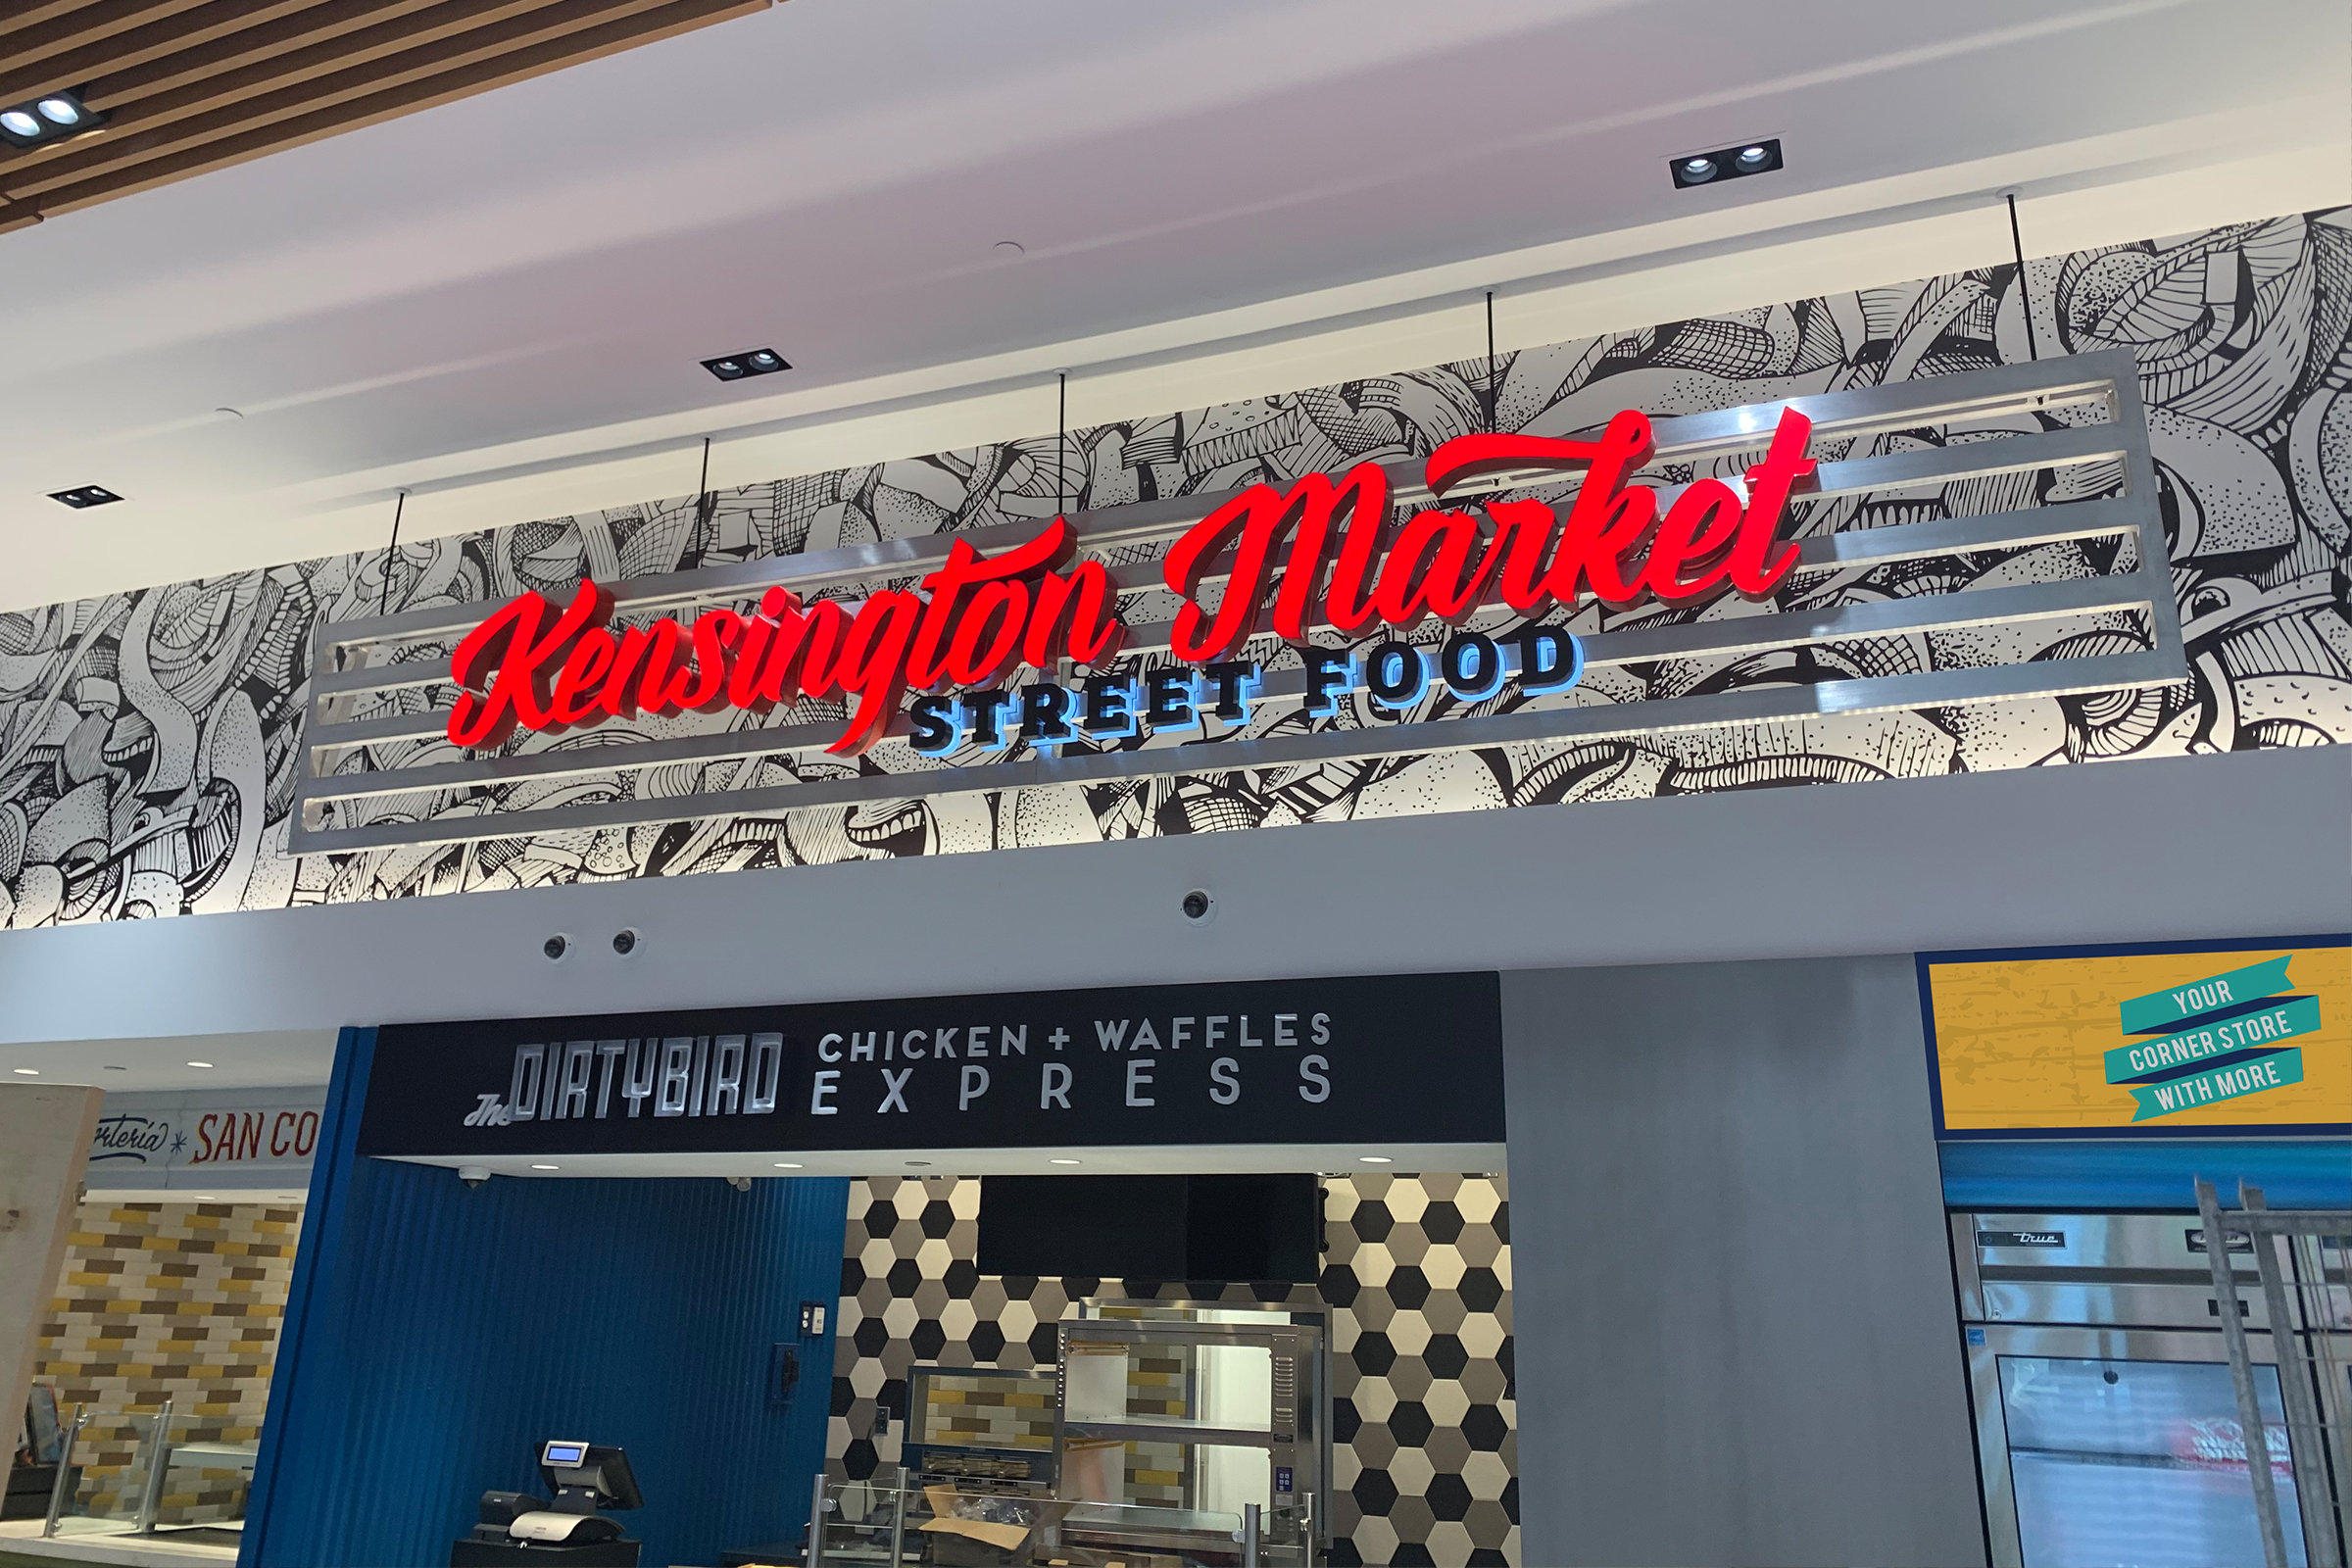 Kensington Market
STREET FOOD
The DIRTYBIRD
CHICKEN + WAFFLES
EXPRESS
YOUR
CORNER STORE
WITH MORE
SAN CO
true